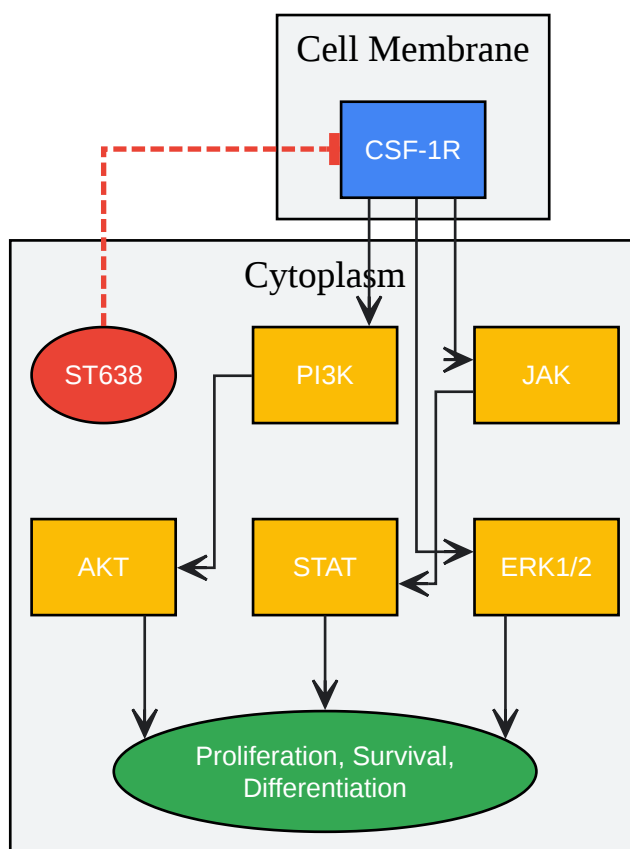 Cell Membrane
CSF-1R
Cytoplasm
ST638
PI3K
JAK
AKT
STAT
ERK1/2
Proliferation, Survival,
Differentiation